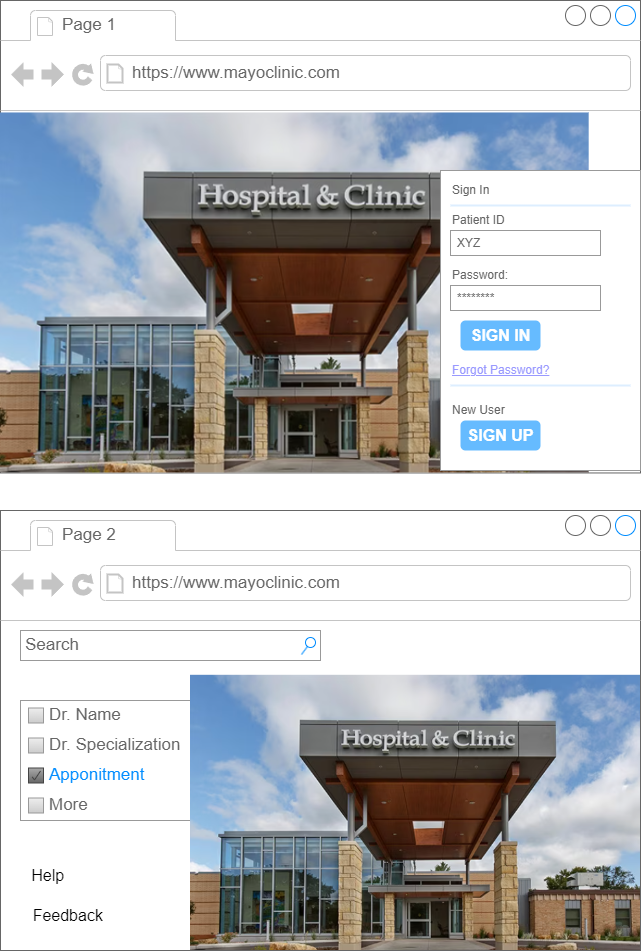 Page 1
https://www.mayoclinic.com
Hospital & Clinic
Sign In
Patient ID
XYZ
Password:
********
SIGN IN
Forgot Password?
New User
SIGN UP
Page 2
https://www.mayoclinic.com
Search
Dr. Name
Dr. Specialization
Apponitment
More
Hospital & Clinic
Help
Feedback